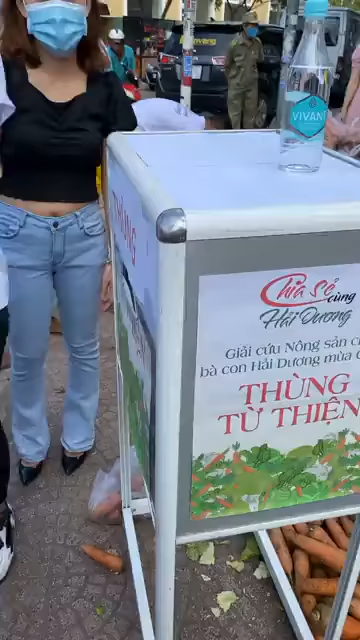 VIVANT
Chia sẻ
cùng
Hải Dương
Giải cứu Nông sản
bà con Hải Dương mùa
THÙNG
TỪ THIỆN
THÙNG